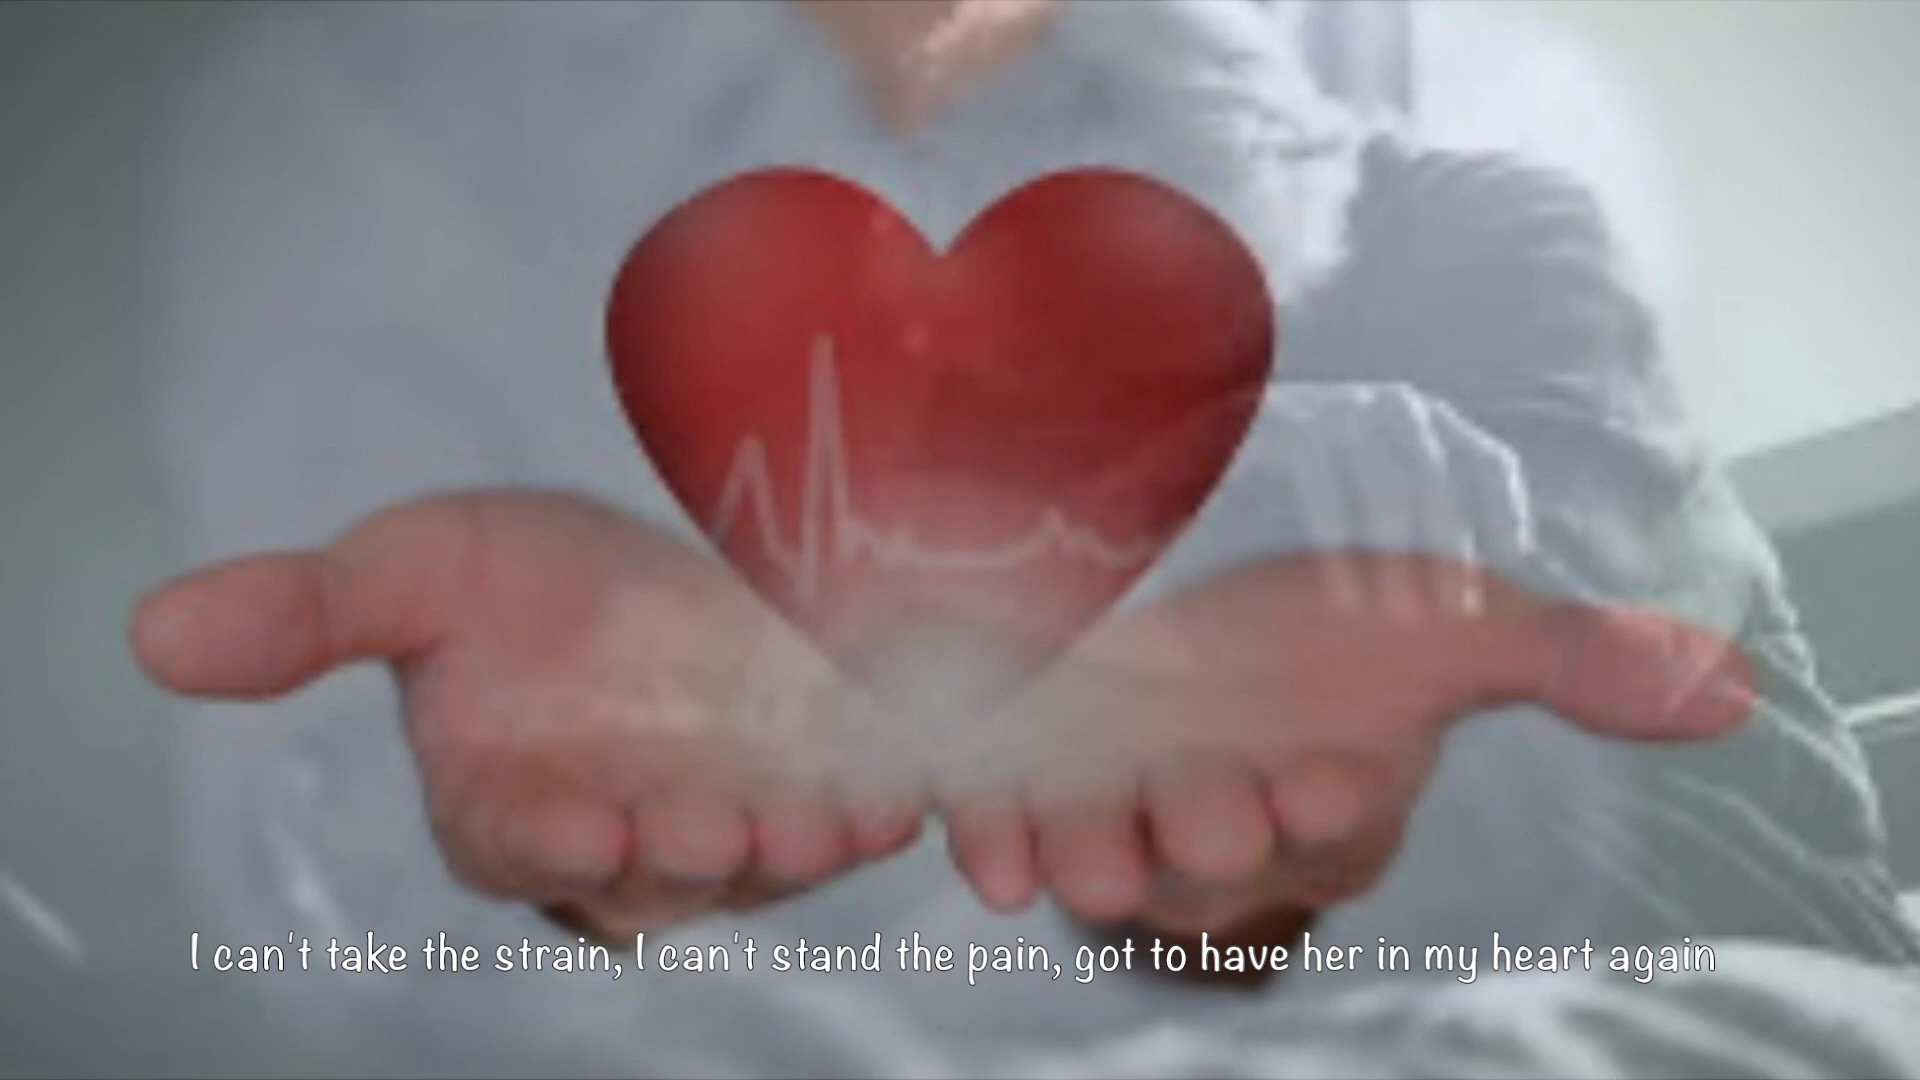 I can't take the strain, I can't stand the pain, got to have her in my heart again